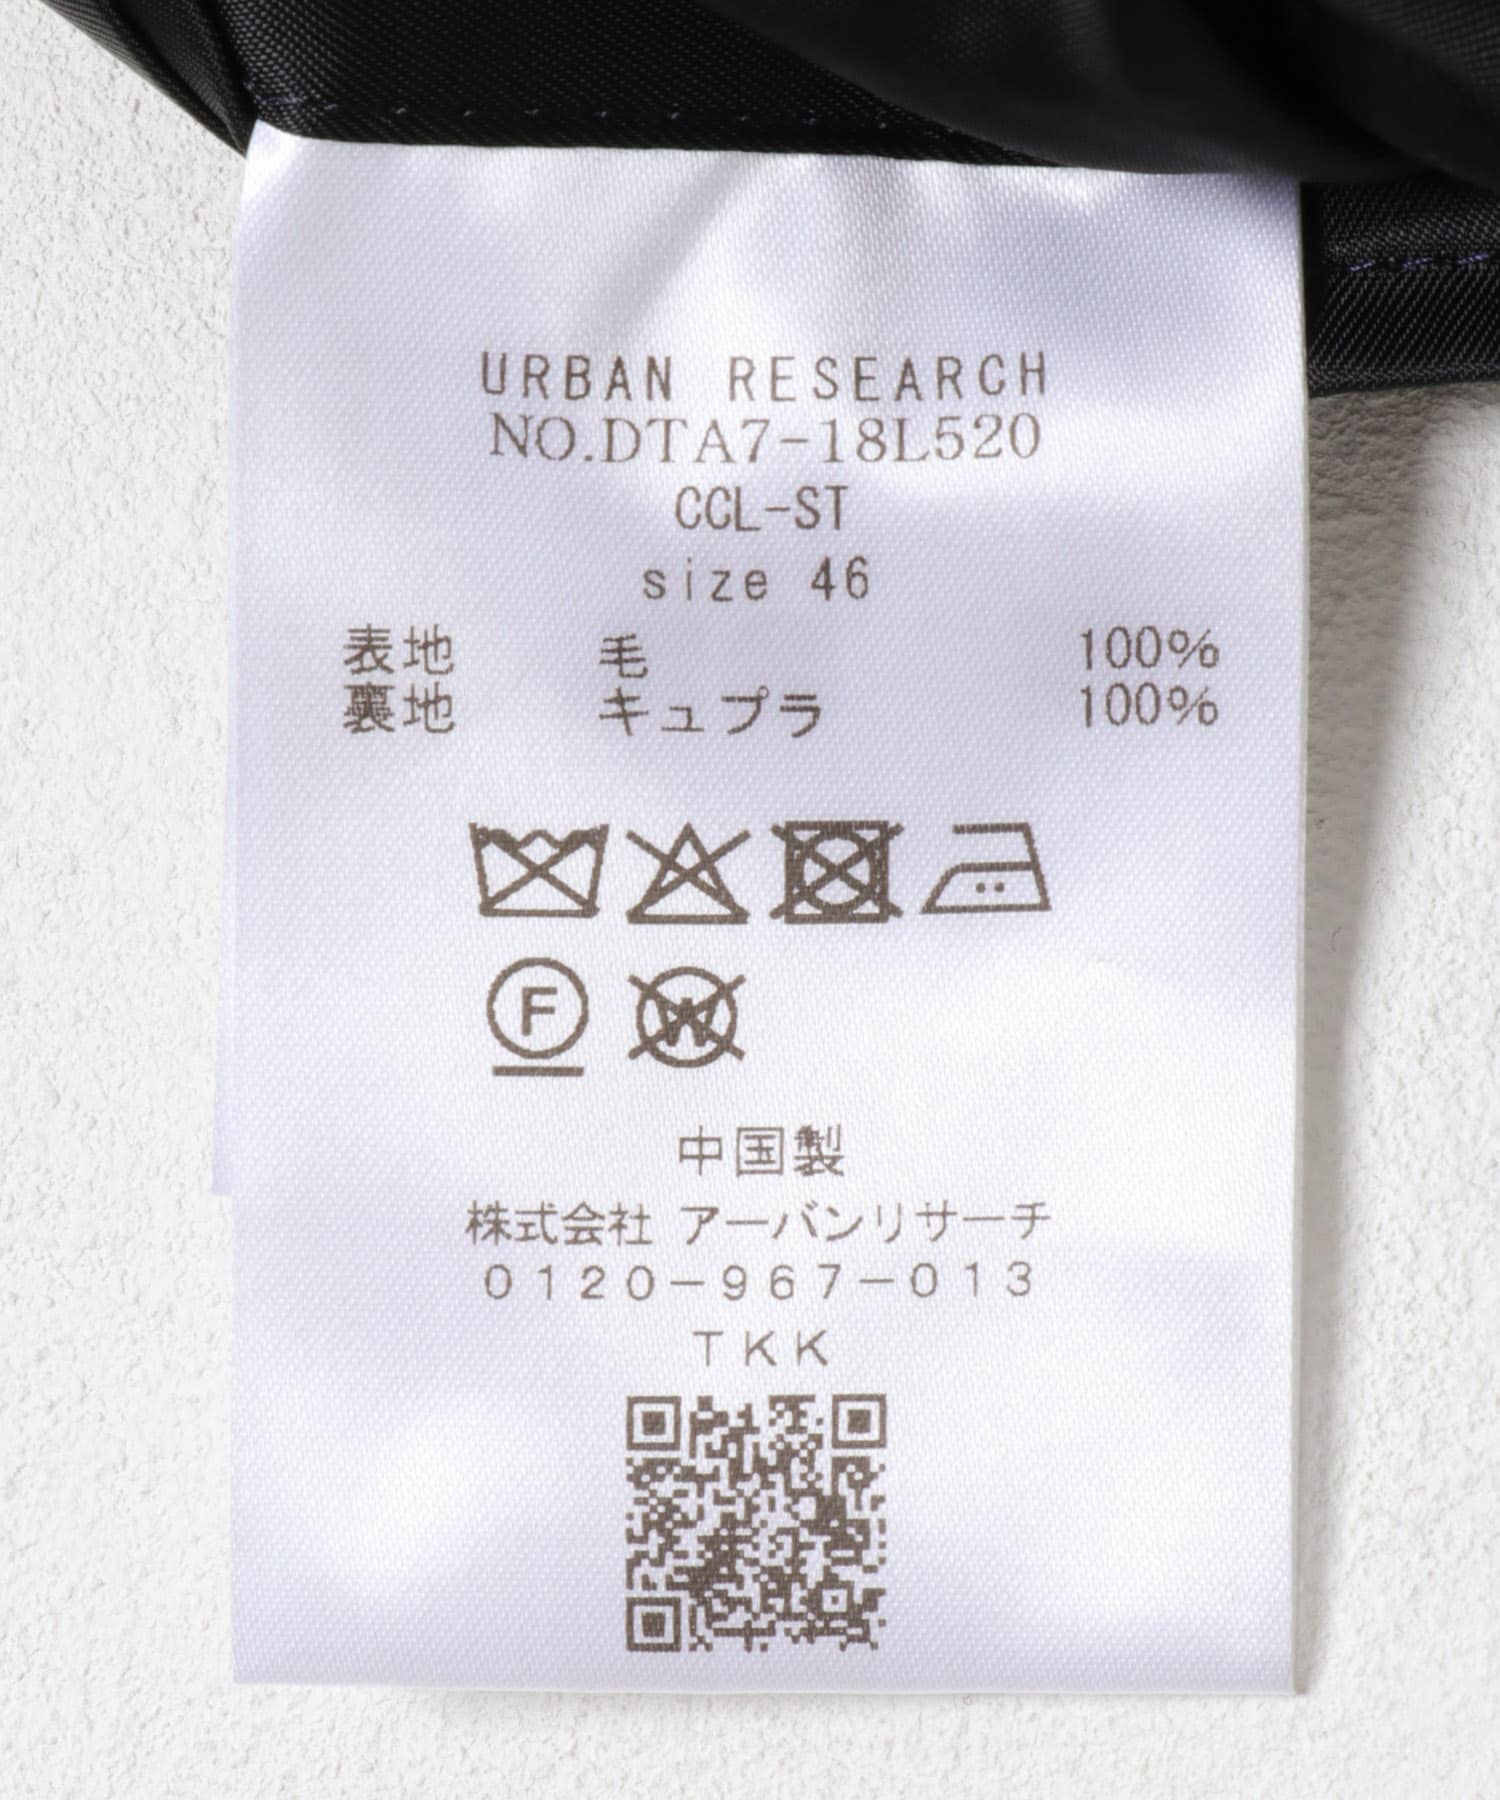 URBAN RESEARCH
NO.DTA7-18L520
CCL-ST
size 46
表地 毛 100%
裏地 キュプラ 100%
F W
中国製
株式会社 アーバンリサーチ
0120-967-013
TKK